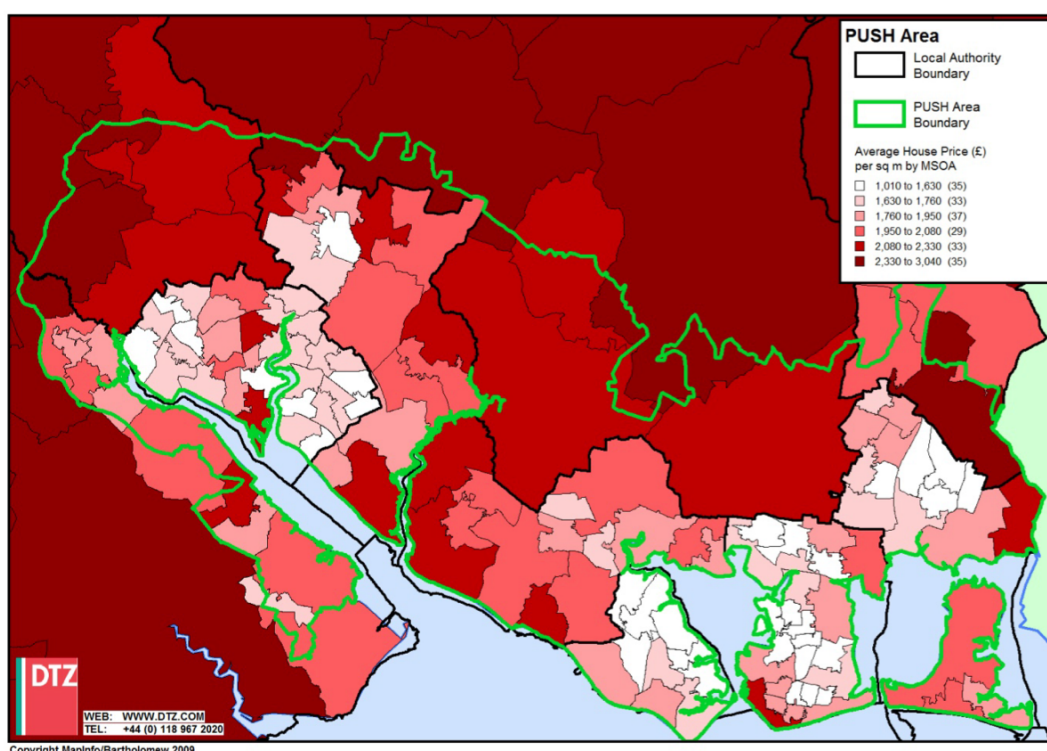 PUSH Area
Local Authority
Boundary
PUSH Area
Boundary
Average House Price (£)
per sq m by MSOA
1,010 to 1,630 (35)
1,630 to 1,760 (33)
1,760 to 1,950 (37)
1,950 to 2,080 (29)
2,080 to 2,330 (33)
2,330 to 3,040 (35)
DTZ
WEB: WWW.DTZ.COM
TEL: +44 (0) 118 967 2020
Copyright MapInfo/Bartholomew 2009